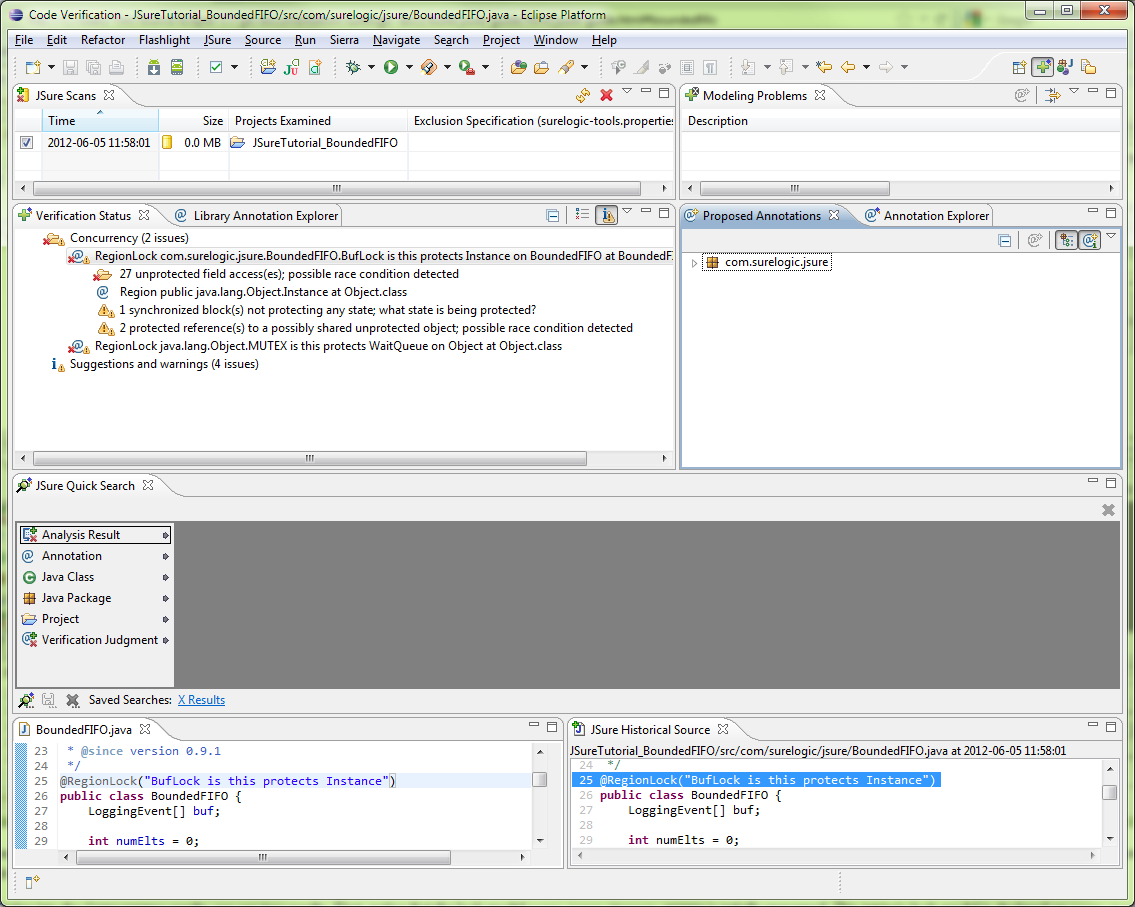 Code Verification - JSureTutorial_BoundedFIFO/src/com/surelogic/jsure/BoundedFIFO.java - Eclipse Platform
File Edit Refactor Flashlight JSure Source Run Sierra Navigate Search Project Window Help
JSure Scans
Time Size Projects Examined Exclusion Specification (surelogic-tools.properties
2012-06-05 11:58:01 0.0 MB JSureTutorial_BoundedFIFO
Modeling Problems
Description
Verification Status Library Annotation Explorer
Concurrency (2 issues)
RegionLock com.surelogic.jsure.BoundedFIFO.BufLock is this protects Instance on BoundedFIFO at BoundedF
27 unprotected field access(es); possible race condition detected
Region public java.lang.Object.Instance at Object.class
1 synchronized block(s) not protecting any state; what state is being protected?
2 protected reference(s) to a possibly shared unprotected object; possible race condition detected
RegionLock java.lang.Object.MUTEX is this protects WaitQueue on Object at Object.class
Suggestions and warnings (4 issues)
Proposed Annotations Annotation Explorer
com.surelogic.jsure
JSure Quick Search
Analysis Result
Annotation
Java Class
Java Package
Project
Verification Judgment
Saved Searches: X Results
BoundedFIFO.java
23 * @since version 0.9.1
24 */
25 @RegionLock("BufLock is this protects Instance")
26 public class BoundedFIFO {
27 LoggingEvent[] buf;
28
29 int numElts = 0;
JSure Historical Source
JSureTutorial_BoundedFIFO/src/com/surelogic/jsure/BoundedFIFO.java at 2012-06-05 11:58:01
24 */
25 @RegionLock("BufLock is this protects Instance")
26 public class BoundedFIFO {
27 LoggingEvent[] buf;
28
29 int numElts = 0;